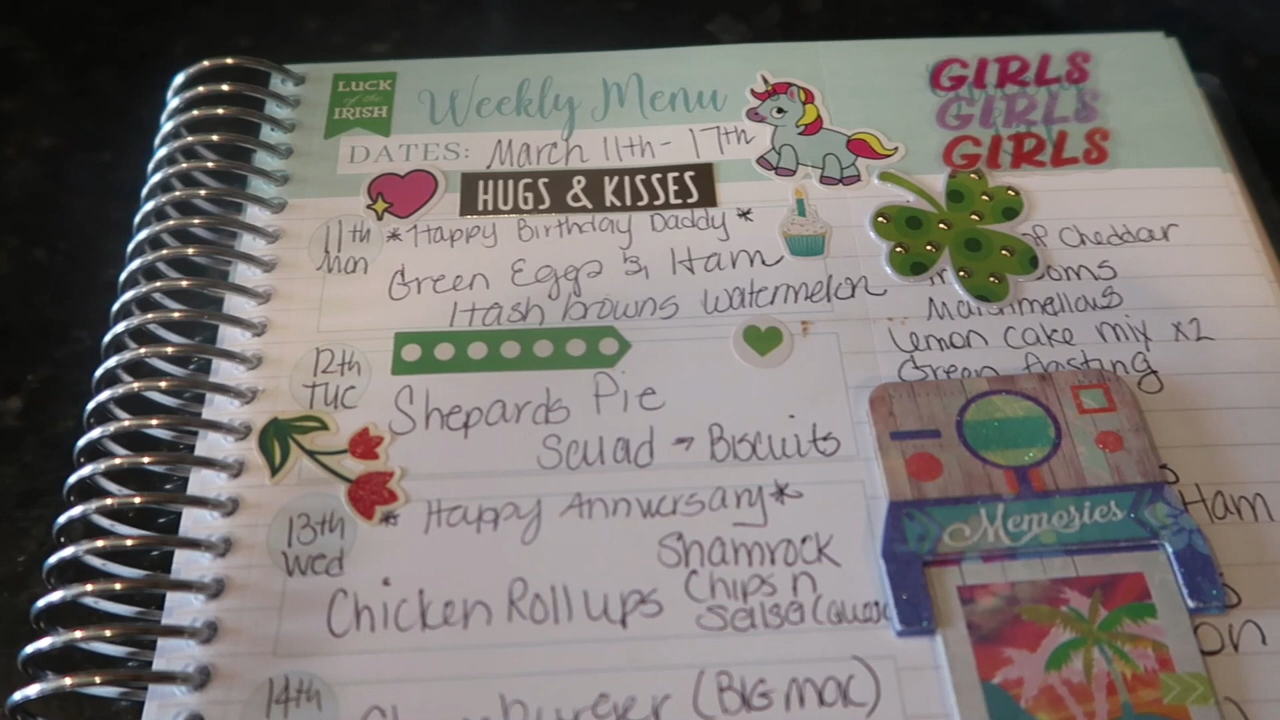 LUCK
of the
IRISH
Weekly Menu
DATES: March 11th - 17th
HUGS & KISSES
GIRLS
GIRLS
GIRLS
11th
Mon
*Happy Birthday Daddy*
Green Eggs & Ham
Hash browns watermelon
12th
TUE
Shepards Pie
Salad - Biscuits
13th
Wed
* Happy Anniversary*
Shamrock
Chicken Rollups Chips n
Salsa
14th
(BIG MAC)
of Cheddar
Marshmellows
Lemon cake mix x2
Green frosting
Memories
Ham